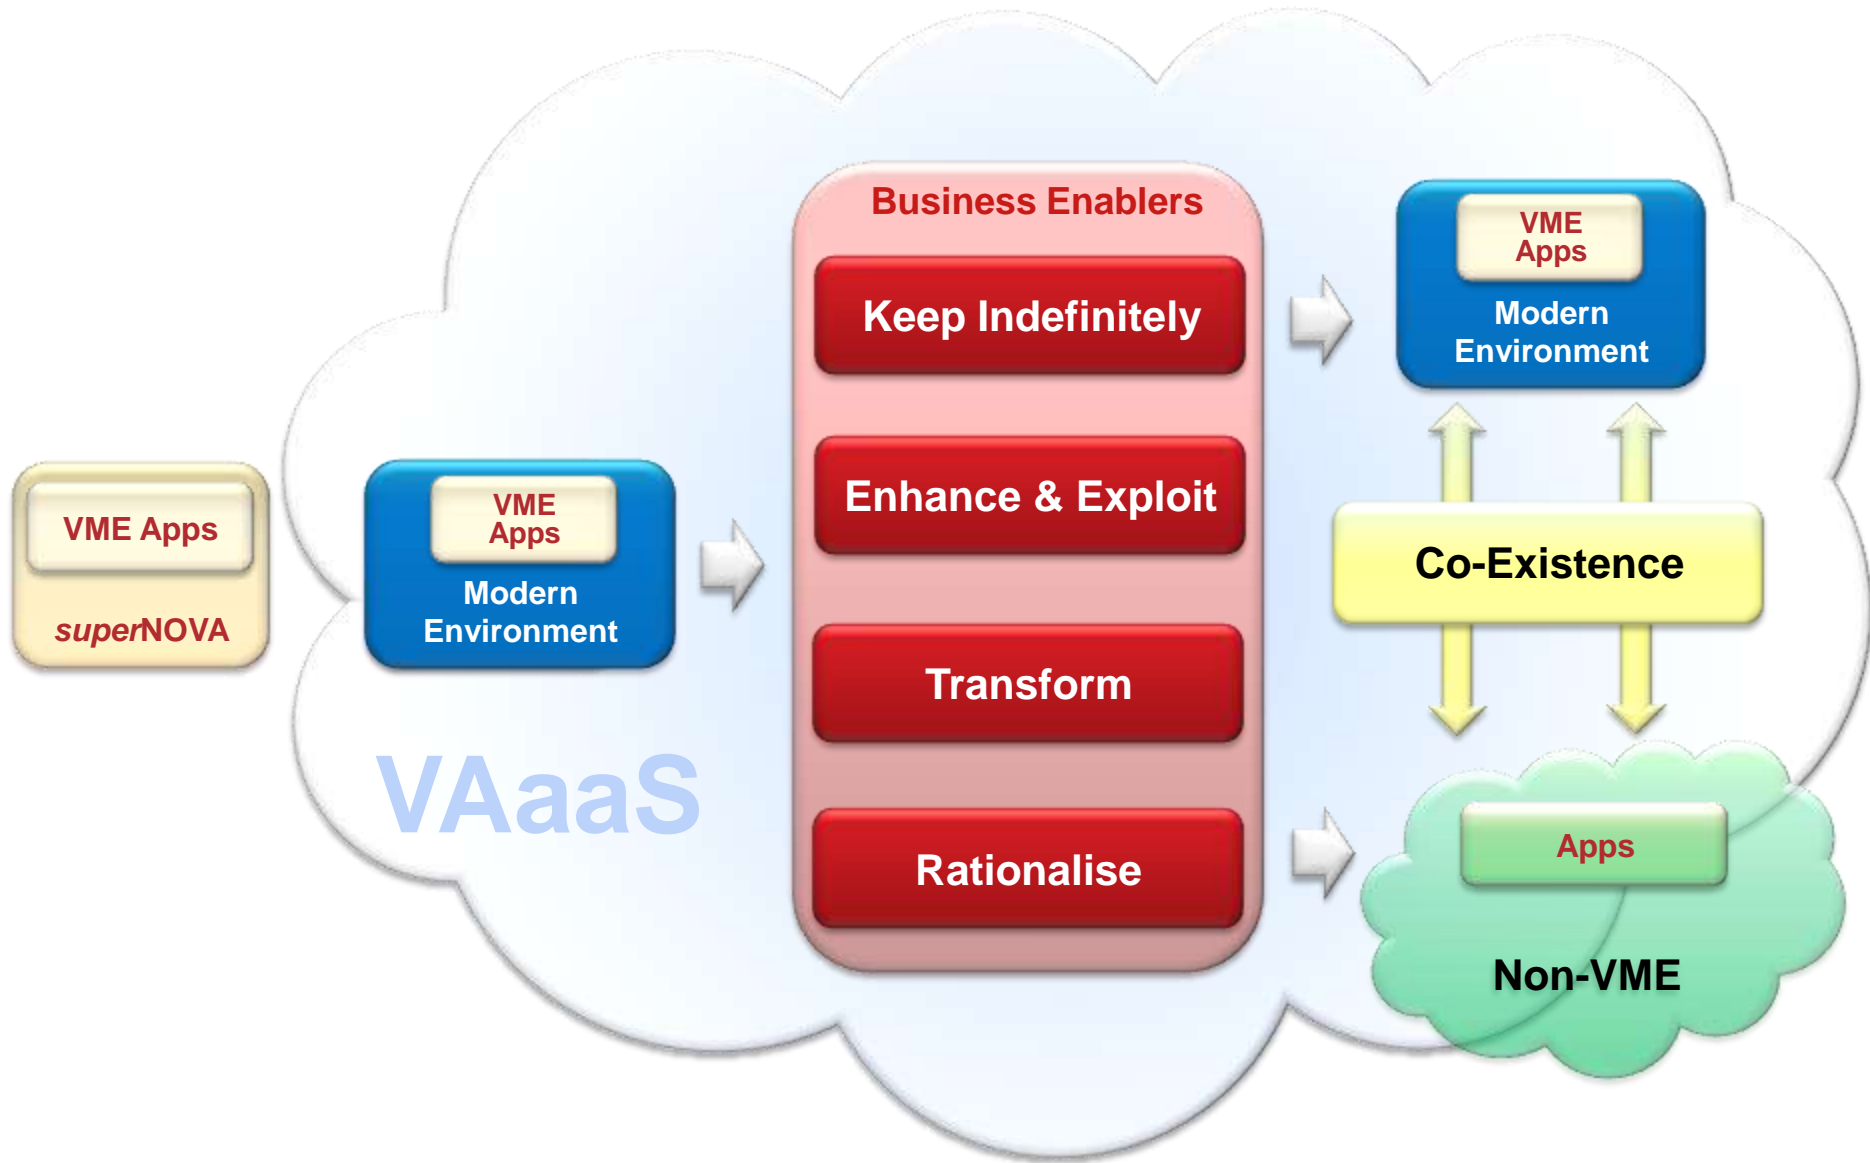 VME Apps
superNOVA
VME
Apps
Modern
Environment
VAaaS
Business Enablers
Keep Indefinitely
Enhance & Exploit
Transform
Rationalise
VME
Apps
Modern
Environment
Co-Existence
Apps
Non-VME